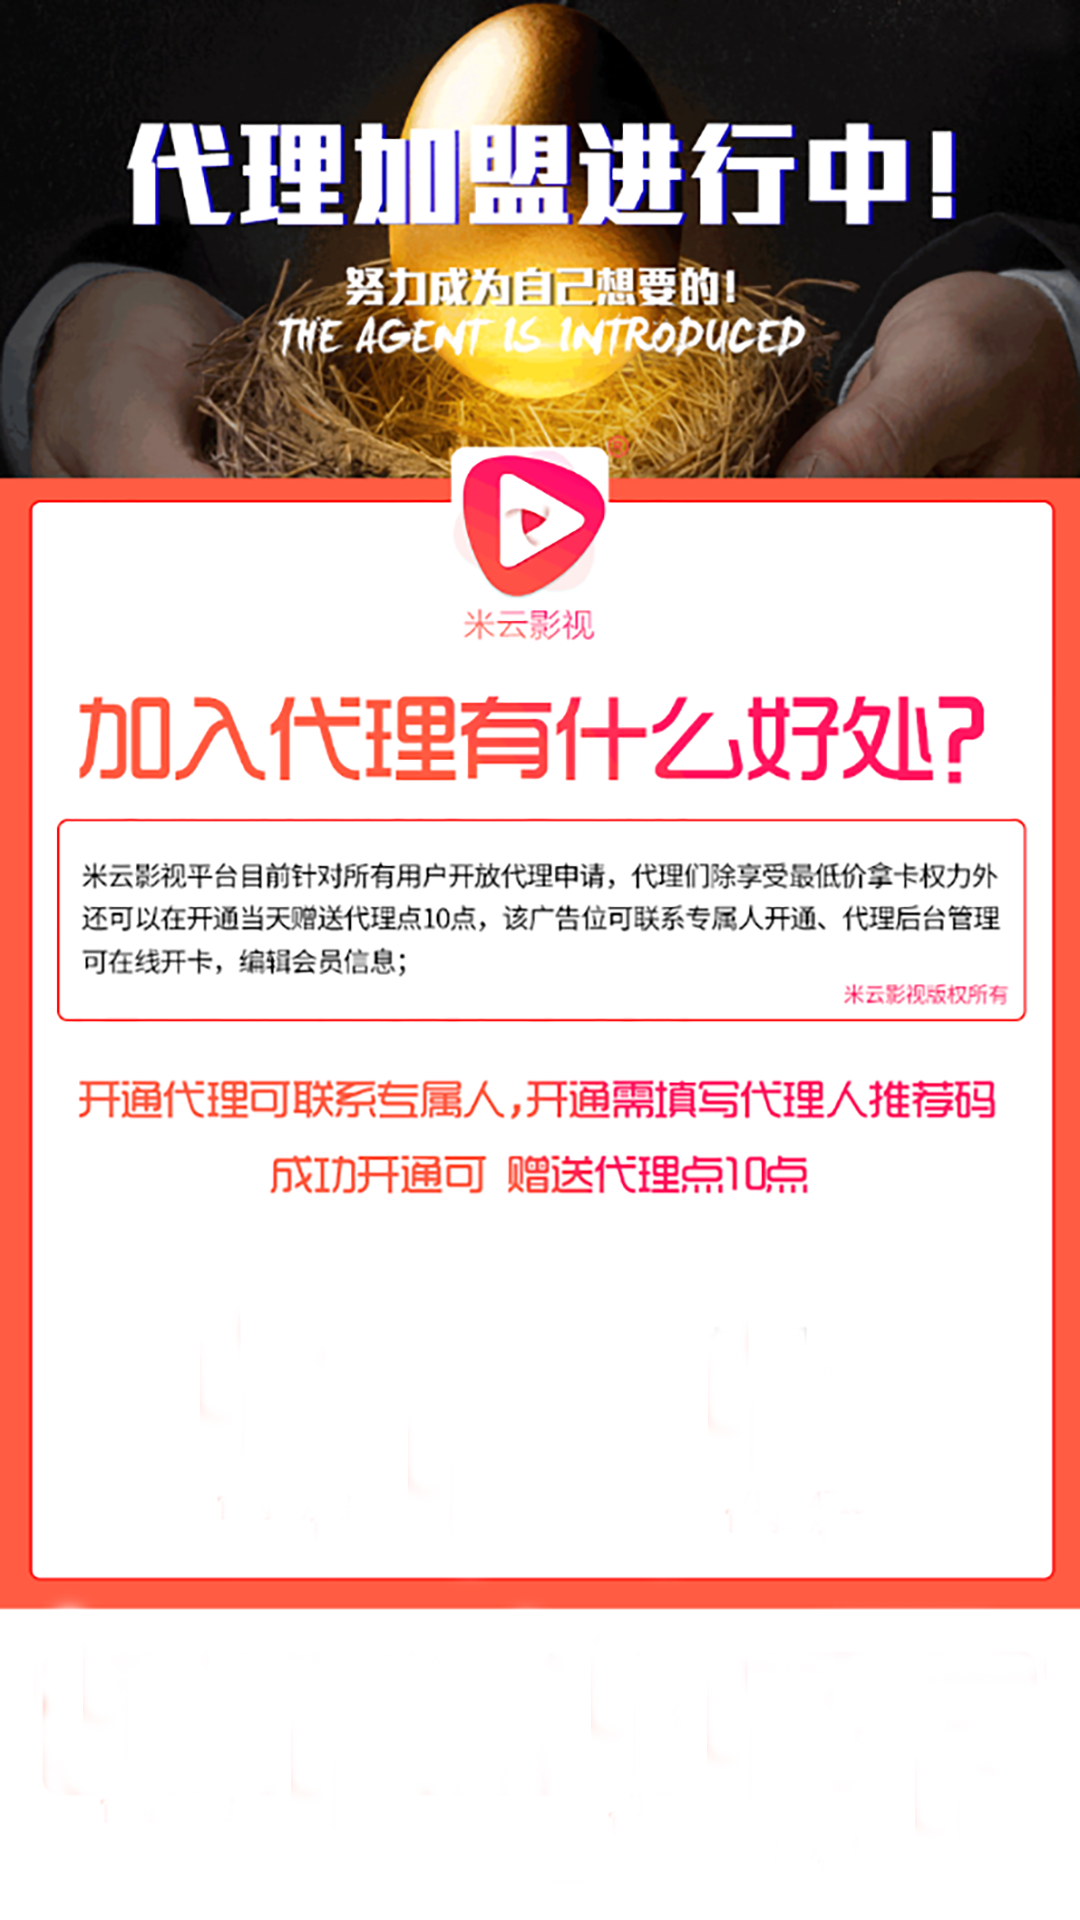 代理加盟进行中!
努力成为自己想要的!
THE AGENT IS INTRODUCED
米云影视
加入代理有什么好处?
米云影视平台目前针对所有用户开放代理申请，代理们除享受最低价拿卡权力外
还可以在开通当天赠送代理点10点，该广告位可联系专属人开通、代理后台管理
可在线开卡，编辑会员信息；
米云影视版权所有
开通代理可联系专属人,开通需填写代理人推荐码
成功开通可 赠送代理点10点